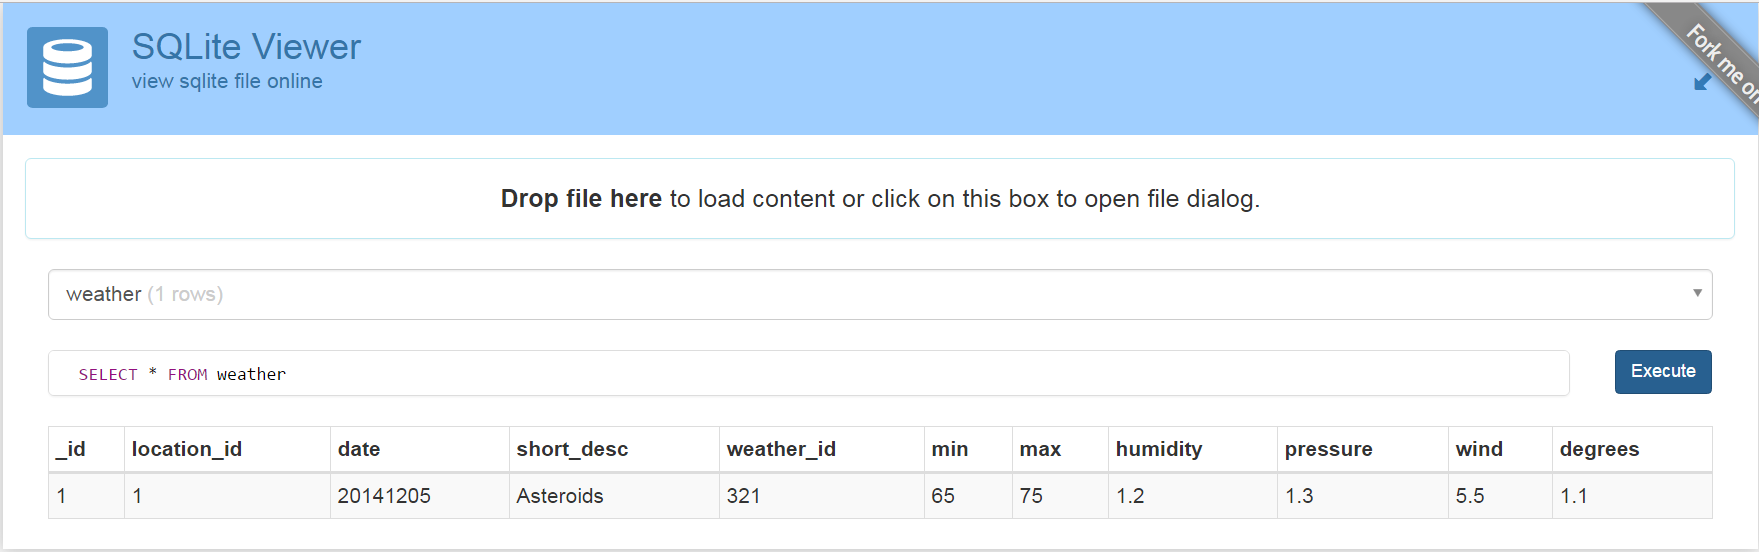 SQLite Viewer
view sqlite file online
Fork me on
Drop file here to load content or click on this box to open file dialog.
weather (1 rows)
SELECT * FROM weather
Execute
_id location_id date short_desc weather_id min max humidity pressure wind degrees
1 1 20141205 Asteroids 321 65 75 1.2 1.3 5.5 1.1